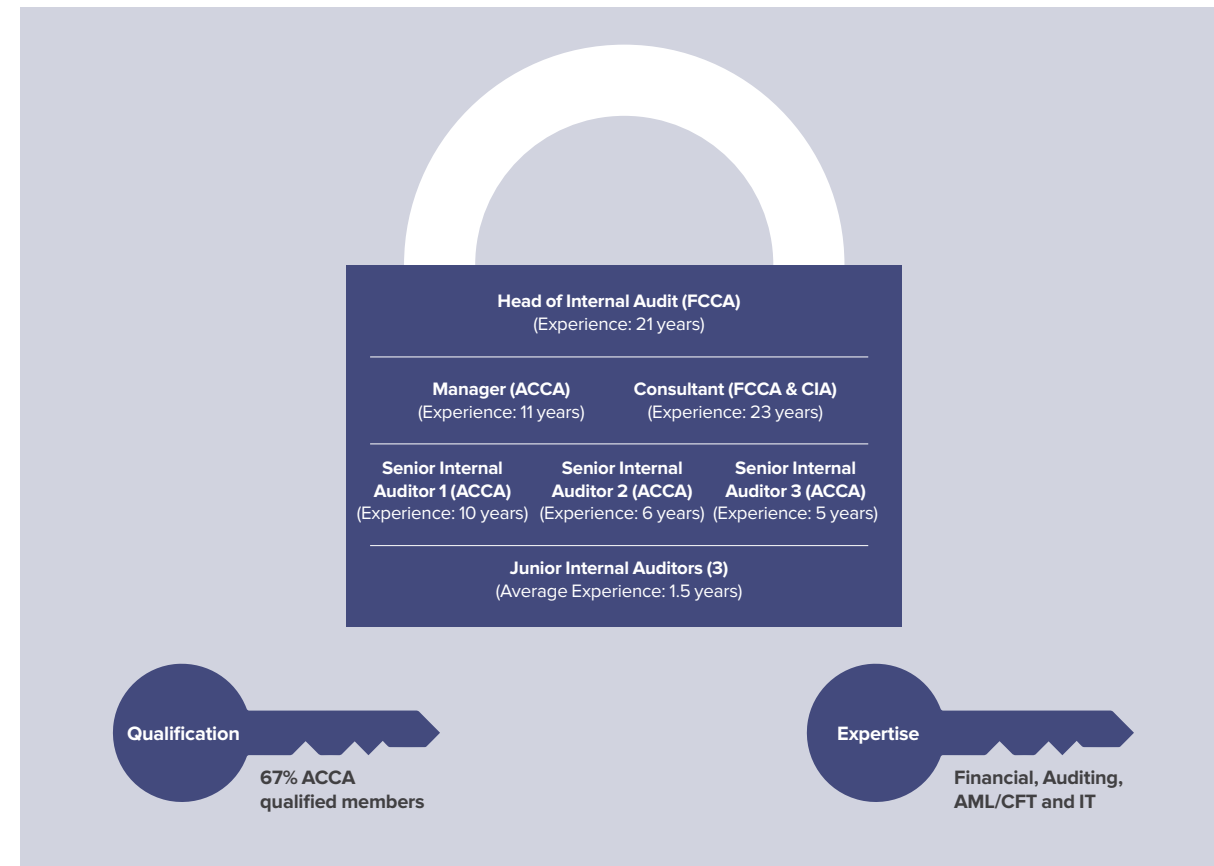 Head of Internal Audit (FCCA)
(Experience: 21 years)
Manager (ACCA)
(Experience: 11 years)
Consultant (FCCA & CIA)
(Experience: 23 years)
Senior Internal
Auditor 1 (ACCA)
(Experience: 10 years)
Senior Internal
Auditor 2 (ACCA)
(Experience: 6 years)
Senior Internal
Auditor 3 (ACCA)
(Experience: 5 years)
Junior Internal Auditors (3)
(Average Experience: 1.5 years)
Qualification
67% ACCA
qualified members
Expertise
Financial, Auditing,
AML/CFT and IT